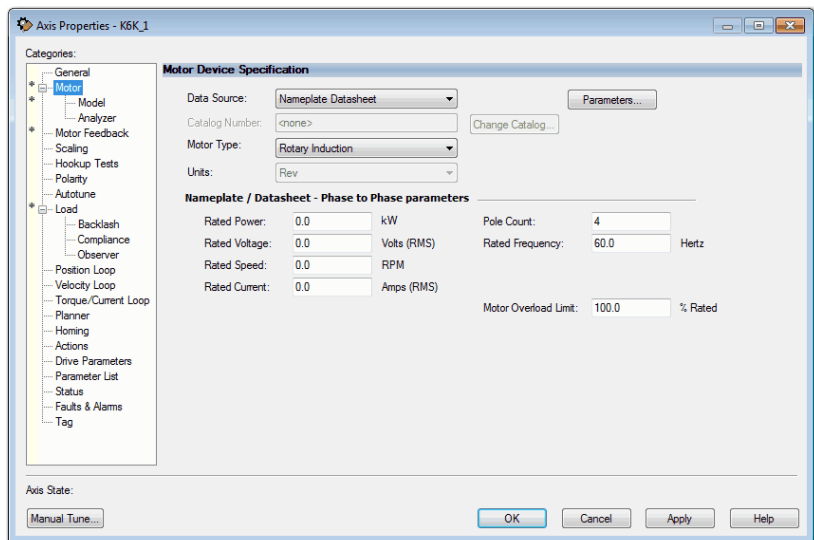 Axis Properties - K6K_1
Categories:
General
* Motor
* Model
Analyzer
* Motor Feedback
Scaling
Hookup Tests
Polarity
Autotune
* Load
Backlash
Compliance
Observer
Position Loop
Velocity Loop
Torque/Current Loop
Planner
Homing
Actions
Drive Parameters
Parameter List
Status
Faults & Alarms
Tag
Motor Device Specification
Data Source: Nameplate Datasheet Parameters...
Catalog Number: <none> Change Catalog...
Motor Type: Rotary Induction
Units: Rev
Nameplate / Datasheet - Phase to Phase parameters
Rated Power: 0.0 kW Pole Count: 4
Rated Voltage: 0.0 Volts (RMS) Rated Frequency: 60.0 Hertz
Rated Speed: 0.0 RPM
Rated Current: 0.0 Amps (RMS)
Motor Overload Limit: 100.0 % Rated
Axis State:
Manual Tune... OK Cancel Apply Help